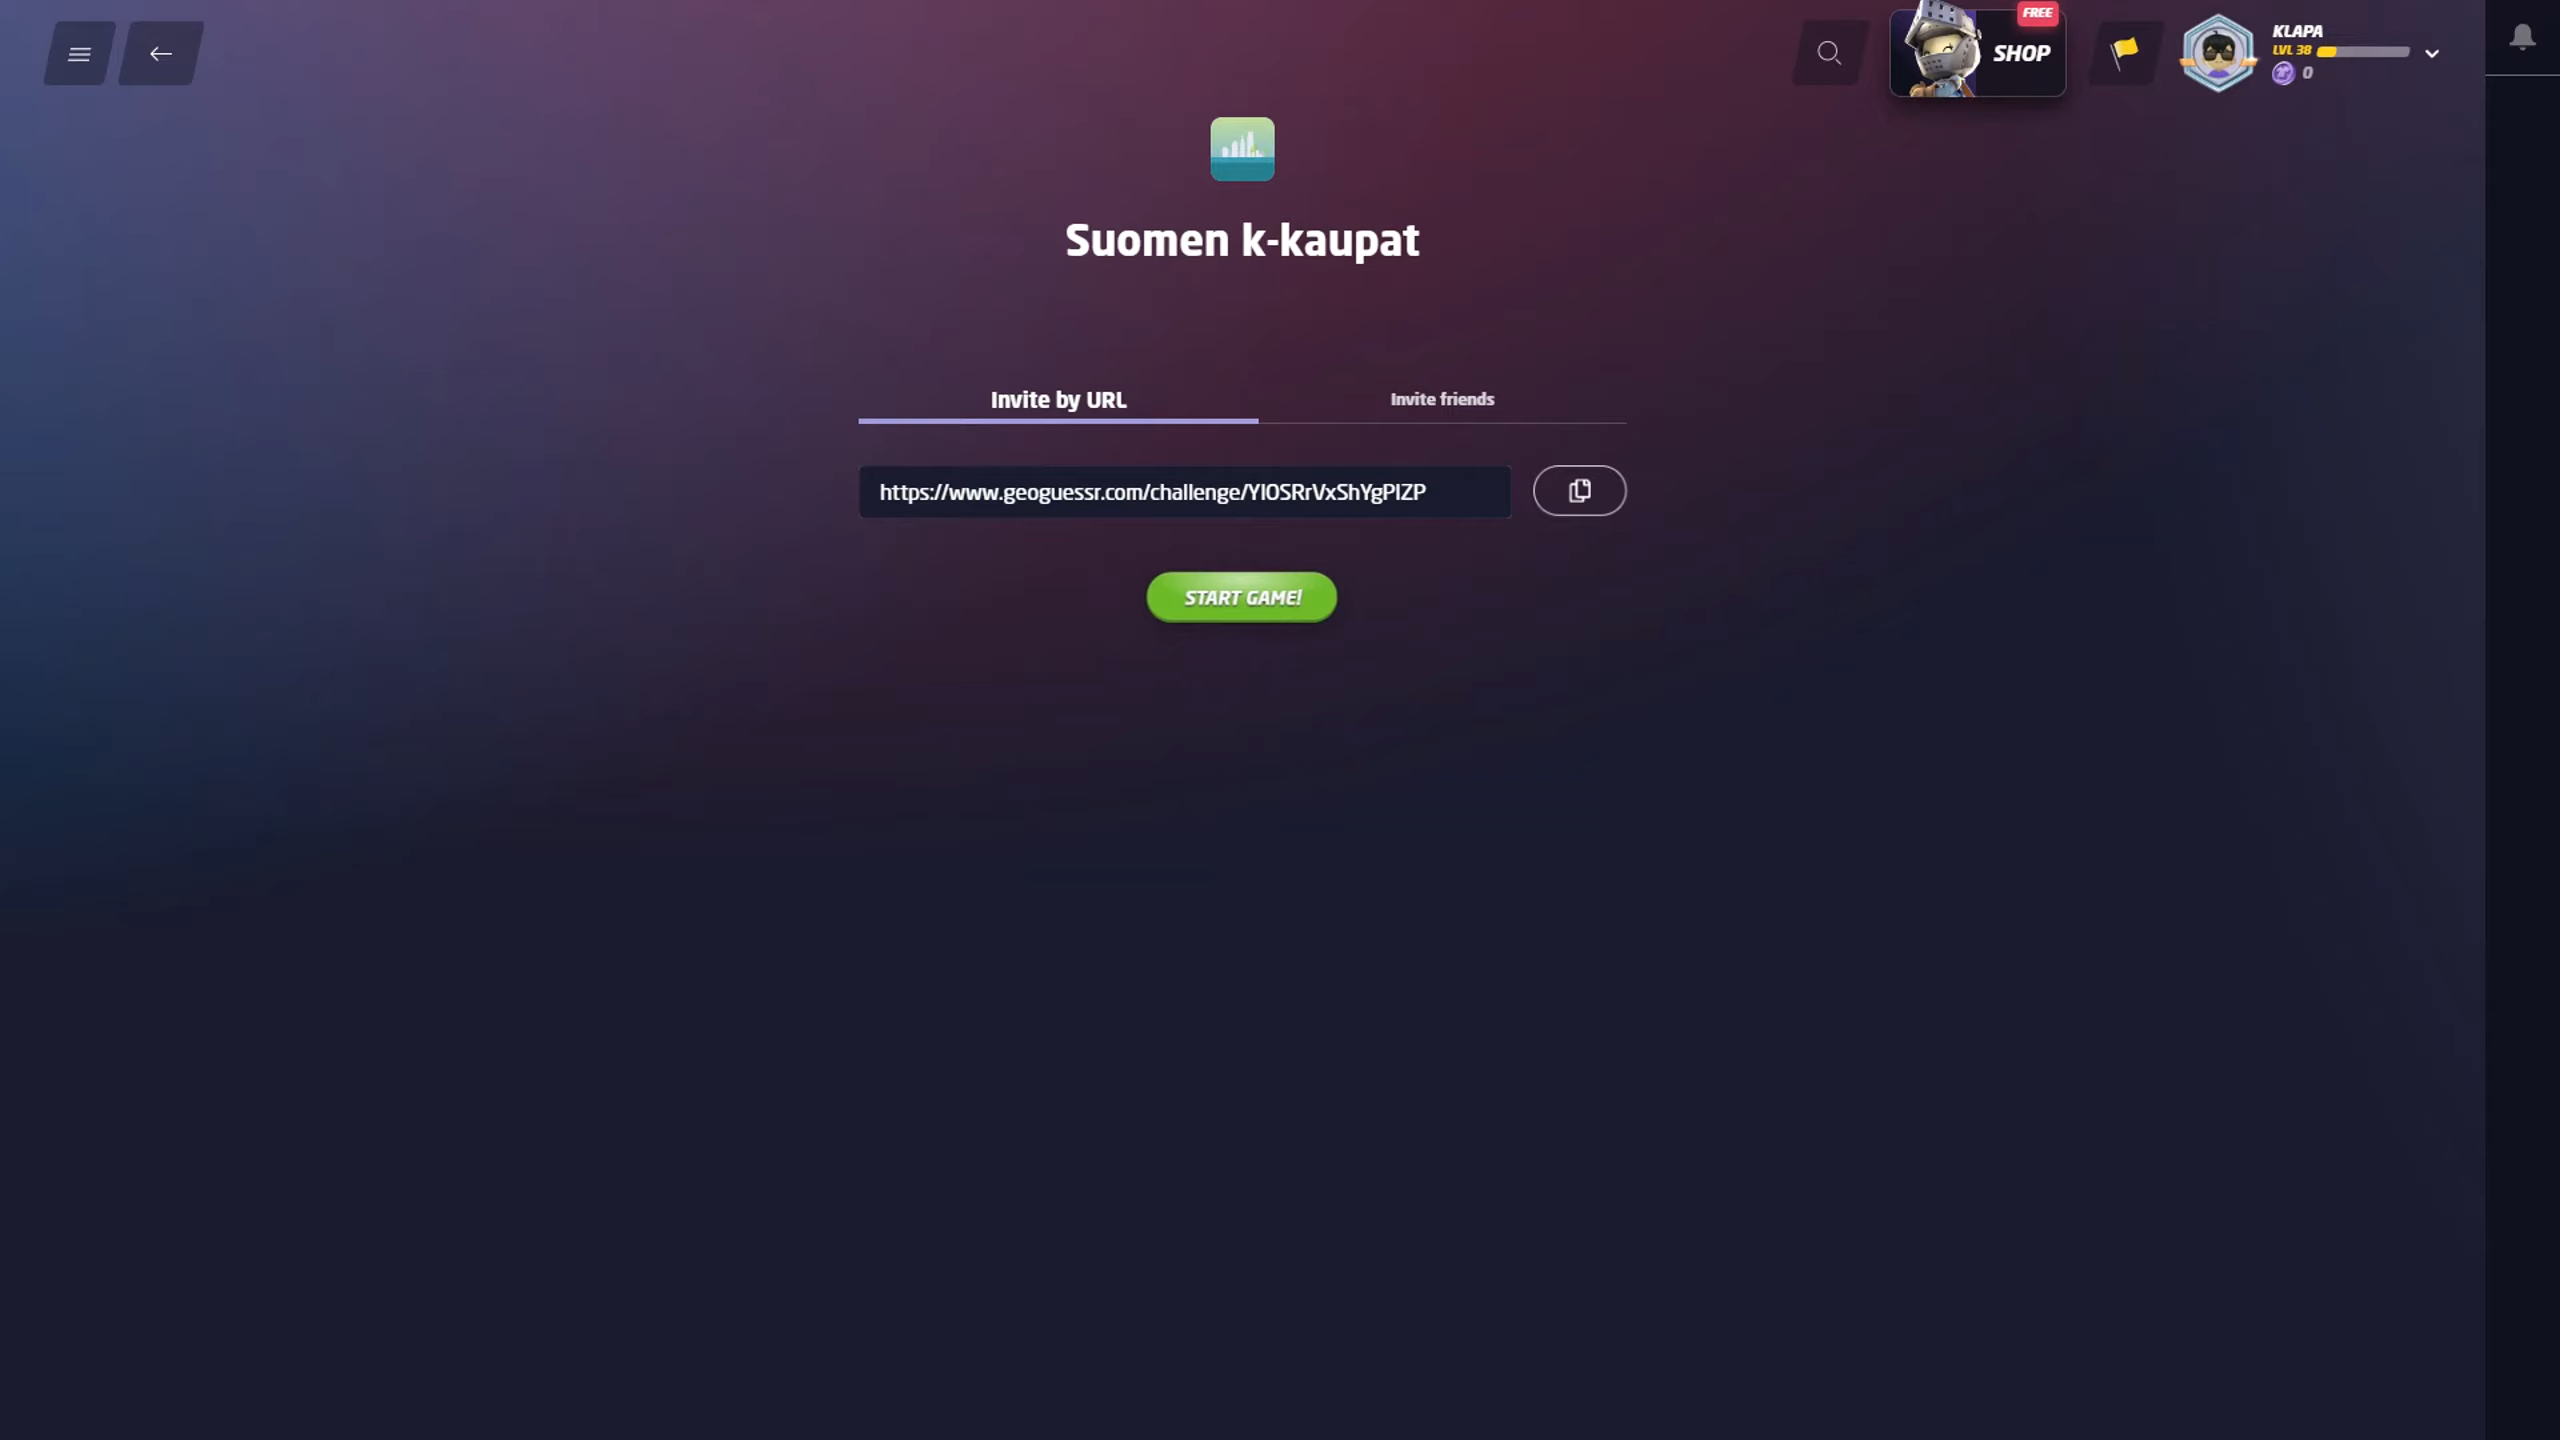 FREE
SHOP
KLAPA
LVL 38
0
Suomen k-kaupat
Invite by URL
Invite friends
https://www.geoguessr.com/challenge/YIOSRrVxShYgPIZP
START GAME!